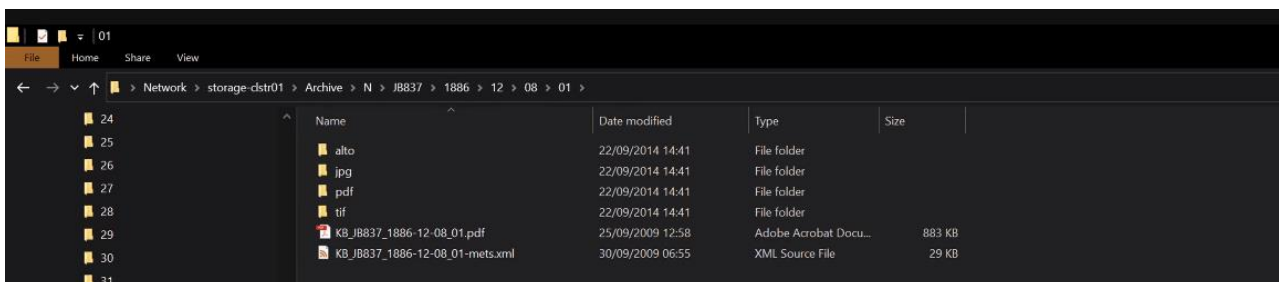 01
File Home Share View
Network > storage-clstr01 > Archive > N > JB837 > 1886 > 12 > 08 > 01 >
24
25
26
27
28
29
30
31
Name Date modified Type Size
alto 22/09/2014 14:41 File folder
jpg 22/09/2014 14:41 File folder
pdf 22/09/2014 14:41 File folder
tif 22/09/2014 14:41 File folder
KB_JB837_1886-12-08_01.pdf 25/09/2009 12:58 Adobe Acrobat Docu... 883 KB
KB_JB837_1886-12-08_01-mets.xml 30/09/2009 06:55 XML Source File 29 KB